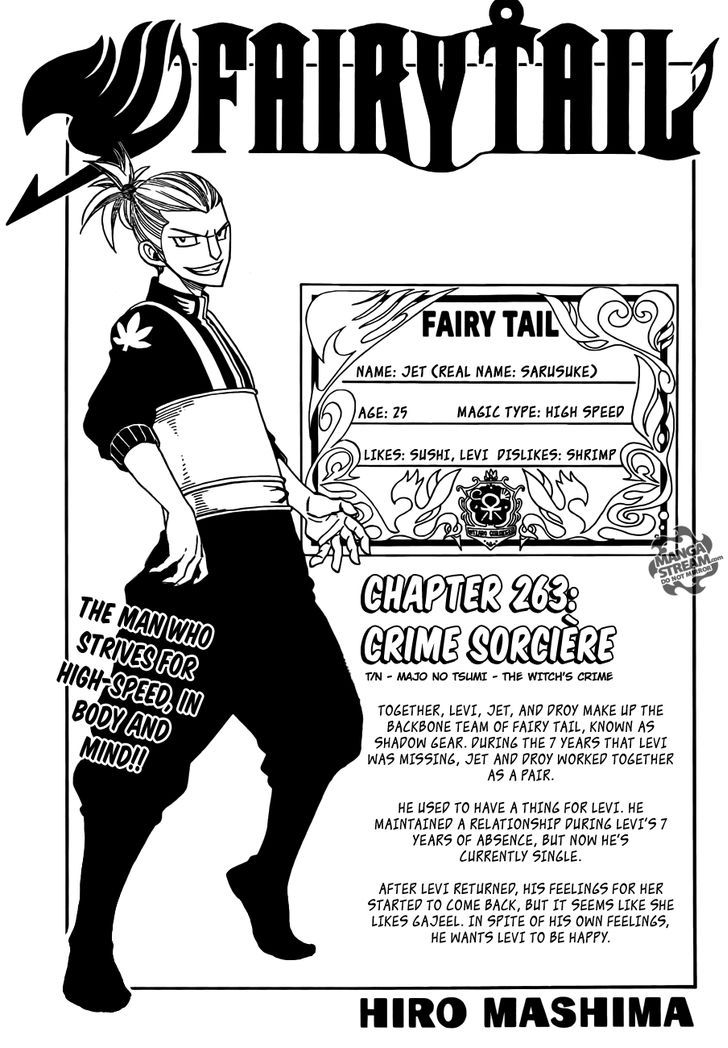 FAIRY TAIL
FAIRY TAIL
NAME: JET (REAL NAME: SARUSUKE)
AGE: 25 MAGIC TYPE: HIGH SPEED
LIKES: SUSHI, LEVI DISLIKES: SHRIMP
MANGA
STREAM.com
DO NOT MIRROR
CHAPTER 263:
CRIME SORCIÈRE
T/N - MAJO NO TSUMI - THE WITCH'S CRIME
THE MAN WHO
STRIVES FOR
HIGH-SPEED, IN
BODY AND
MIND!!
TOGETHER, LEVI, JET, AND DROY MAKE UP THE
BACKBONE TEAM OF FAIRY TAIL, KNOWN AS
SHADOW GEAR. DURING THE 7 YEARS THAT LEVI
WAS MISSING, JET AND DROY WORKED TOGETHER
AS A PAIR.
HE USED TO HAVE A THING FOR LEVI. HE
MAINTAINED A RELATIONSHIP DURING LEVI'S 7
YEARS OF ABSENCE, BUT NOW HE'S
CURRENTLY SINGLE.
AFTER LEVI RETURNED, HIS FEELINGS FOR HER
STARTED TO COME BACK, BUT IT SEEMS LIKE SHE
LIKES GAJEEL. IN SPITE OF HIS OWN FEELINGS,
HE WANTS LEVI TO BE HAPPY.
HIRO MASHIMA